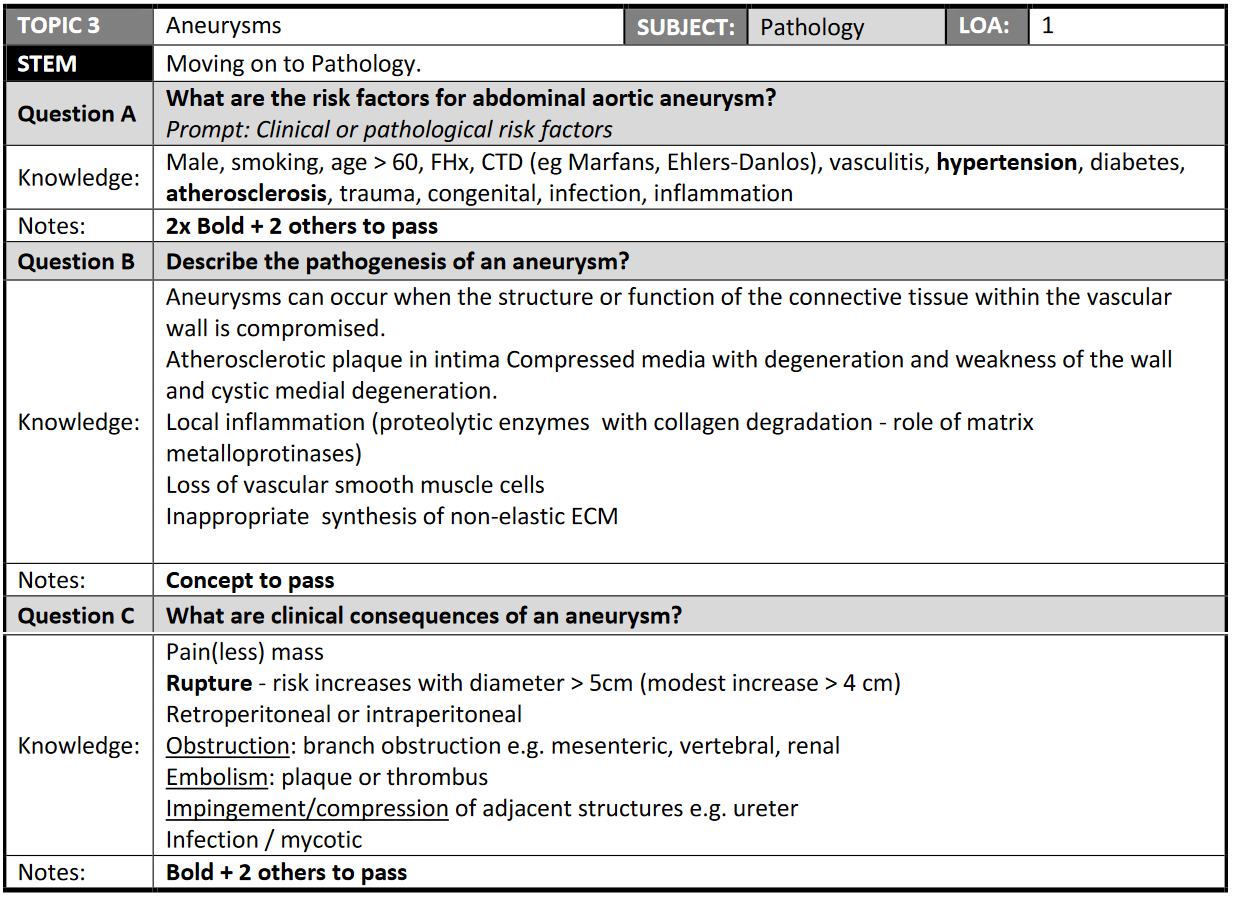 TOPIC 3 Aneurysms SUBJECT: Pathology LOA: 1
STEM Moving on to Pathology.
Question A What are the risk factors for abdominal aortic aneurysm?
Prompt: Clinical or pathological risk factors
Knowledge: Male, smoking, age > 60, FHx, CTD (eg Marfans, Ehlers-Danlos), vasculitis, hypertension, diabetes,
atherosclerosis, trauma, congenital, infection, inflammation
Notes: 2x Bold + 2 others to pass
Question B Describe the pathogenesis of an aneurysm?
Knowledge: Aneurysms can occur when the structure or function of the connective tissue within the vascular
wall is compromised.
Atherosclerotic plaque in intima Compressed media with degeneration and weakness of the wall
and cystic medial degeneration.
Local inflammation (proteolytic enzymes  with collagen degradation - role of matrix
metalloprotinases)
Loss of vascular smooth muscle cells
Inappropriate  synthesis of non-elastic ECM
Notes: Concept to pass
Question C What are clinical consequences of an aneurysm?
Knowledge: Pain(less) mass
Rupture - risk increases with diameter > 5cm (modest increase > 4 cm)
Retroperitoneal or intraperitoneal
Obstruction: branch obstruction e.g. mesenteric, vertebral, renal
Embolism: plaque or thrombus
Impingement/compression of adjacent structures e.g. ureter
Infection / mycotic
Notes: Bold + 2 others to pass